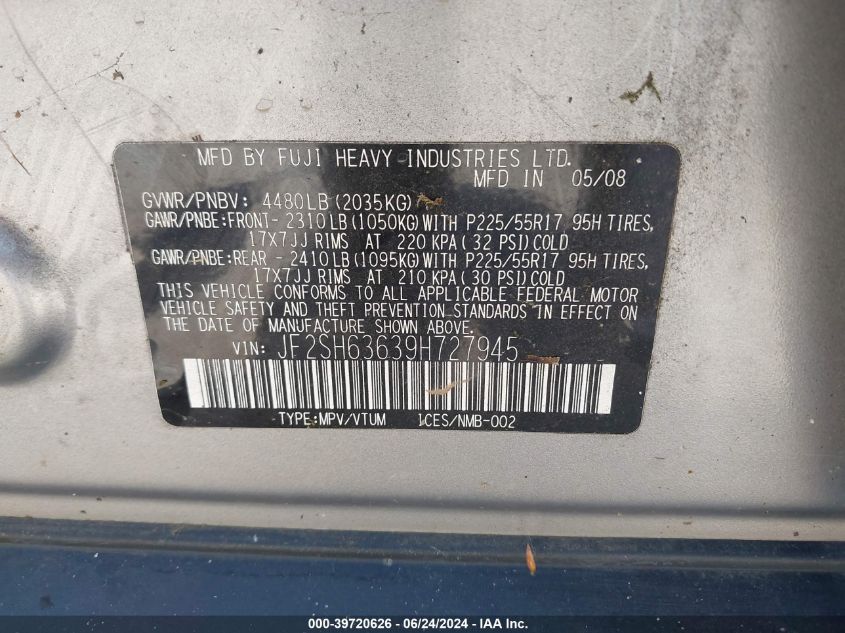 MFD BY FUJI HEAVY INDUSTRIES LTD.
MFD IN 05/08
GVWR/PNBV: 4480LB (2035KG)
GAWR/PNBE:FRONT- 2310LB (1050KG) WITH P225/55R17 95H TIRES,
17X7JJ RIMS AT 220 KPA (32 PSI) COLD
GAWR/PNBE:REAR - 2410LB (1095KG) WITH P225/55R17 95H TIRES,
17X7JJ RIMS AT 210 KPA (30 PSI) COLD
THIS VEHICLE CONFORMS TO ALL APPLICABLE FEDERAL MOTOR
VEHICLE SAFETY AND THEFT PREVENTION STANDARDS IN EFFECT ON
THE DATE OF MANUFACTURE SHOWN ABOVE.
VIN: JF2SH63639H727945
TYPE:MPV/VTUM ICES/NMB-002
000-39720626 / 06/24/2024 / IAA Inc.